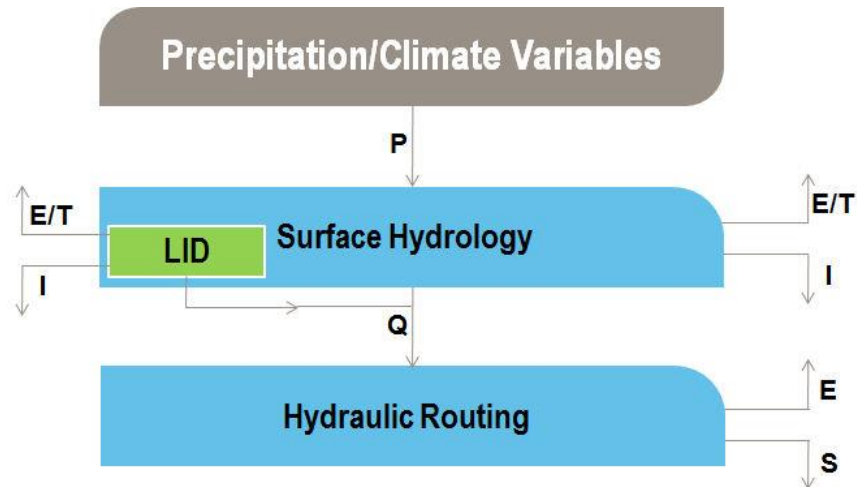 Precipitation/Climate Variables
P
E/T
E/T
LID
Surface Hydrology
I
I
Q
Hydraulic Routing
E
S